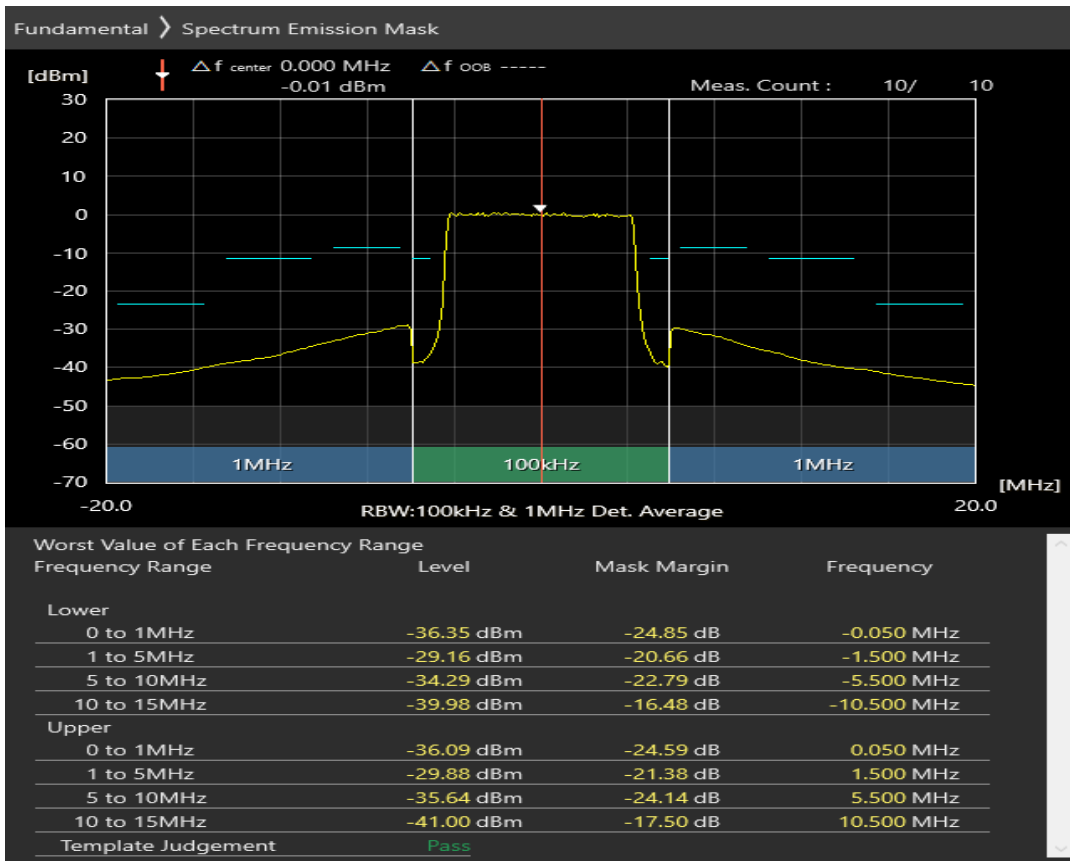 Fundamental ❯ Spectrum Emission Mask
△f center 0.000 MHz △f OOB -----
[dBm] -0.01 dBm Meas. Count : 10/ 10
30
20
10
0
-10
-20
-30
-40
-50
-60
1MHz 100kHz 1MHz
-70
[MHz]
-20.0 RBW:100kHz & 1MHz Det. Average 20.0
Worst Value of Each Frequency Range
Frequency Range Level Mask Margin Frequency
Lower
0 to 1MHz -36.35 dBm -24.85 dB -0.050 MHz
1 to 5MHz -29.16 dBm -20.66 dB -1.500 MHz
5 to 10MHz -34.29 dBm -22.79 dB -5.500 MHz
10 to 15MHz -39.98 dBm -16.48 dB -10.500 MHz
Upper
0 to 1MHz -36.09 dBm -24.59 dB 0.050 MHz
1 to 5MHz -29.88 dBm -21.38 dB 1.500 MHz
5 to 10MHz -35.64 dBm -24.14 dB 5.500 MHz
10 to 15MHz -41.00 dBm -17.50 dB 10.500 MHz
Template Judgement Pass